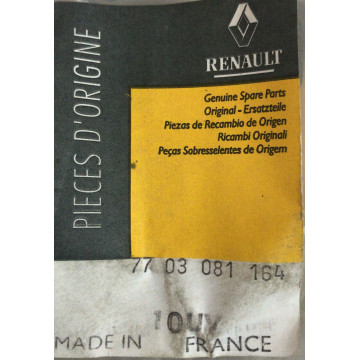 PIECES D'ORIGINE
RENAULT
Genuine Spare Parts
Original - Ersatzteile
Piezas de Recambio de Origen
Ricambi Originali
Peças Sobresselentes de Origem
77 03 081 164
MADE IN FRANCE